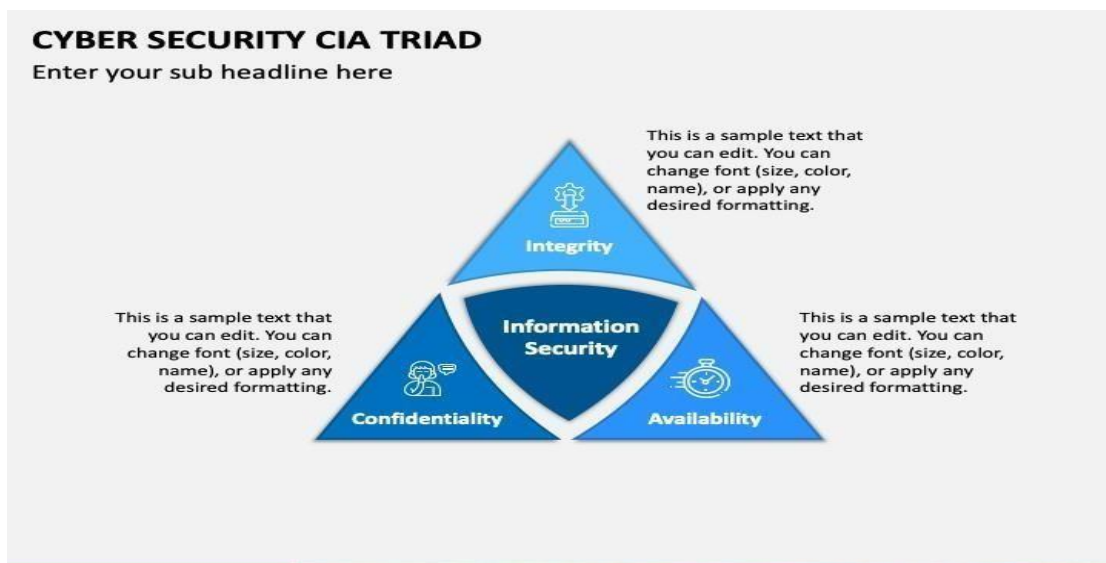 CYBER SECURITY CIA TRIAD
Enter your sub headline here
This is a sample text that
you can edit. You can
change font (size, color,
name), or apply any
desired formatting.
Integrity
Information
Security
This is a sample text that
you can edit. You can
change font (size, color,
name), or apply any
desired formatting.
Confidentiality
Availability
This is a sample text that
you can edit. You can
change font (size, color,
name), or apply any
desired formatting.